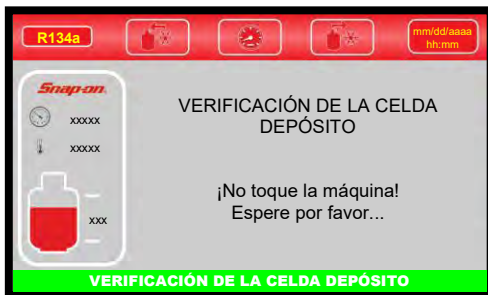 R134a
mm/dd/aaaa
hh:mm
Snap-on
xxxxx
xxxxx
xxx
VERIFICACIÓN DE LA CELDA
DEPÓSITO
¡No toque la máquina!
Espere por favor...
VERIFICACIÓN DE LA CELDA DEPÓSITO